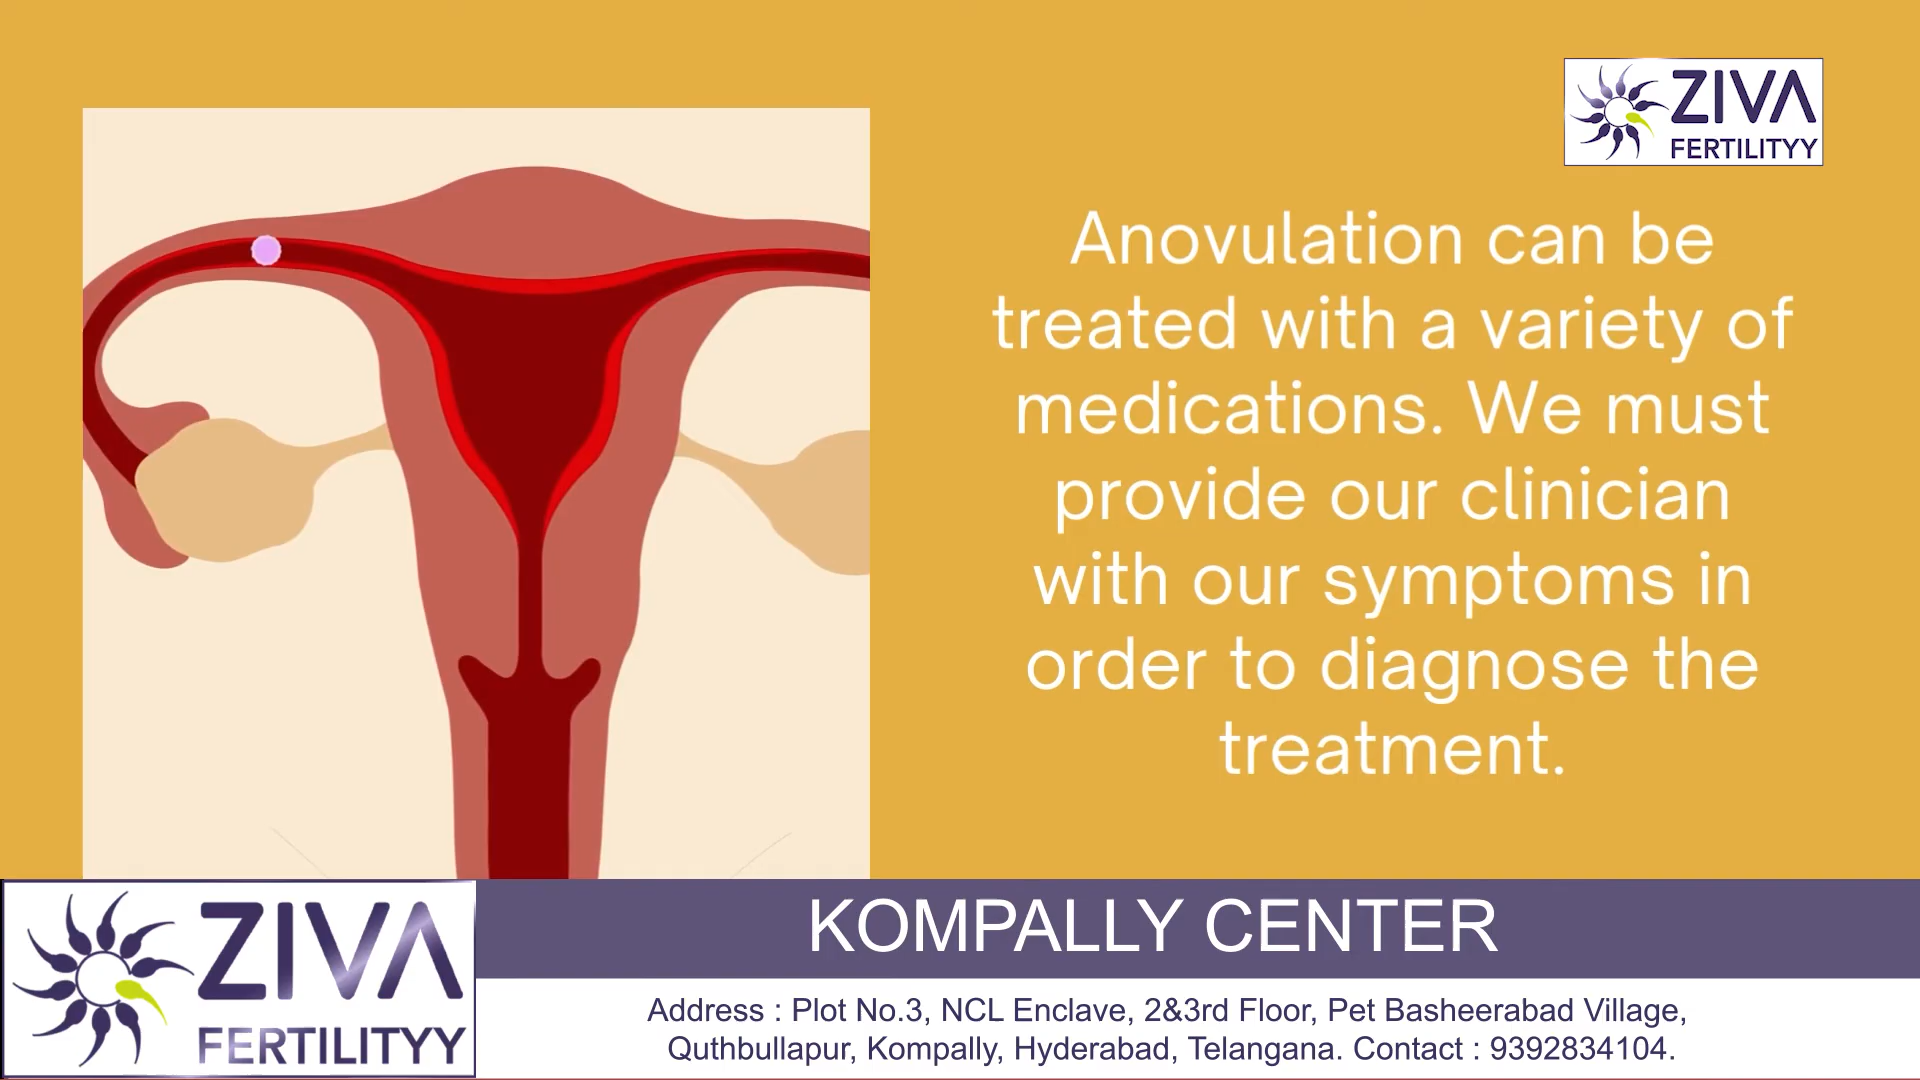 ZIVA
FERTILITYY
Anovulation can be
treated with a variety of
medications. We must
provide our clinician
with our symptoms in
order to diagnose the
treatment.
ZIVA
FERTILITYY
KOMPALLY CENTER
Address : Plot No.3, NCL Enclave, 2&3rd Floor, Pet Basheerabad Village,
Quthbullapur, Kompally, Hyderabad, Telangana. Contact : 9392834104.